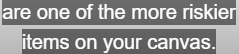 are one of the more riskier
items on your canvas.